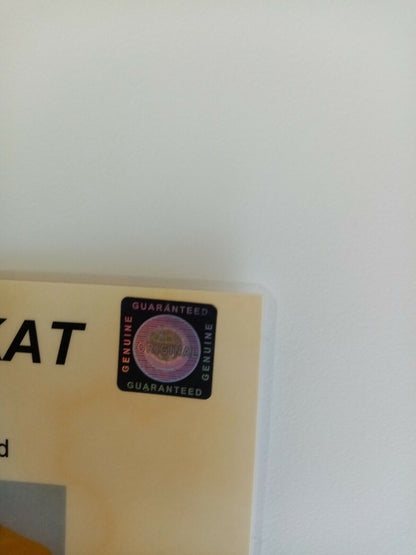 KAT
GUARANTEED
GENUINE
ORIGINAL
GENUINE
GUARANTEED
d